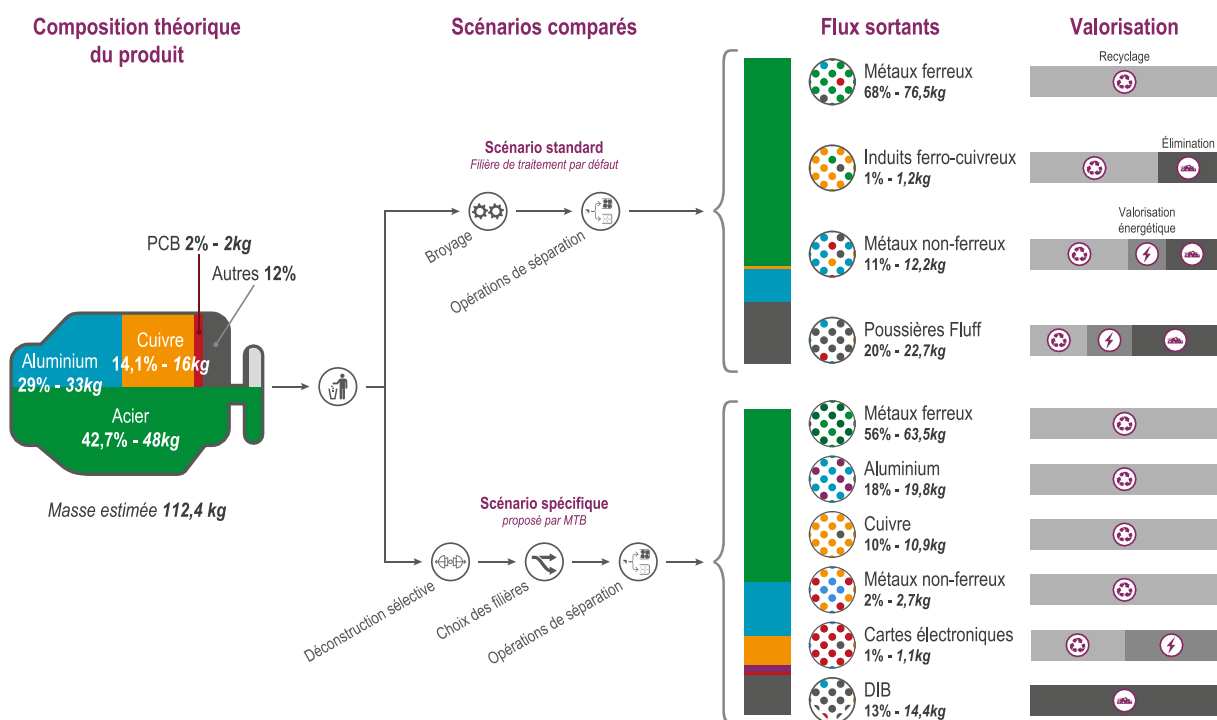 Composition théorique
du produit
Scénarios comparés
Flux sortants
Valorisation
PCB 2% - 2kg
Autres 12%
Aluminium
29% - 33kg
Cuivre
14,1% - 16kg
Acier
42,7% - 48kg
Masse estimée 112,4 kg
Scénario standard
Filière de traitement par défaut
Broyage
Opérations de séparation
Métaux ferreux
68% - 76,5kg
Recyclage
Induits ferro-cuivreux
1% - 1,2kg
Élimination
Métaux non-ferreux
11% - 12,2kg
Valorisation
énergétique
Poussières Fluff
20% - 22,7kg
Scénario spécifique
proposé par MTB
Déconstruction sélective
Choix des filières
Opérations de séparation
Métaux ferreux
56% - 63,5kg
Aluminium
18% - 19,8kg
Cuivre
10% - 10,9kg
Métaux non-ferreux
2% - 2,7kg
Cartes électroniques
1% - 1,1kg
DIB
13% - 14,4kg